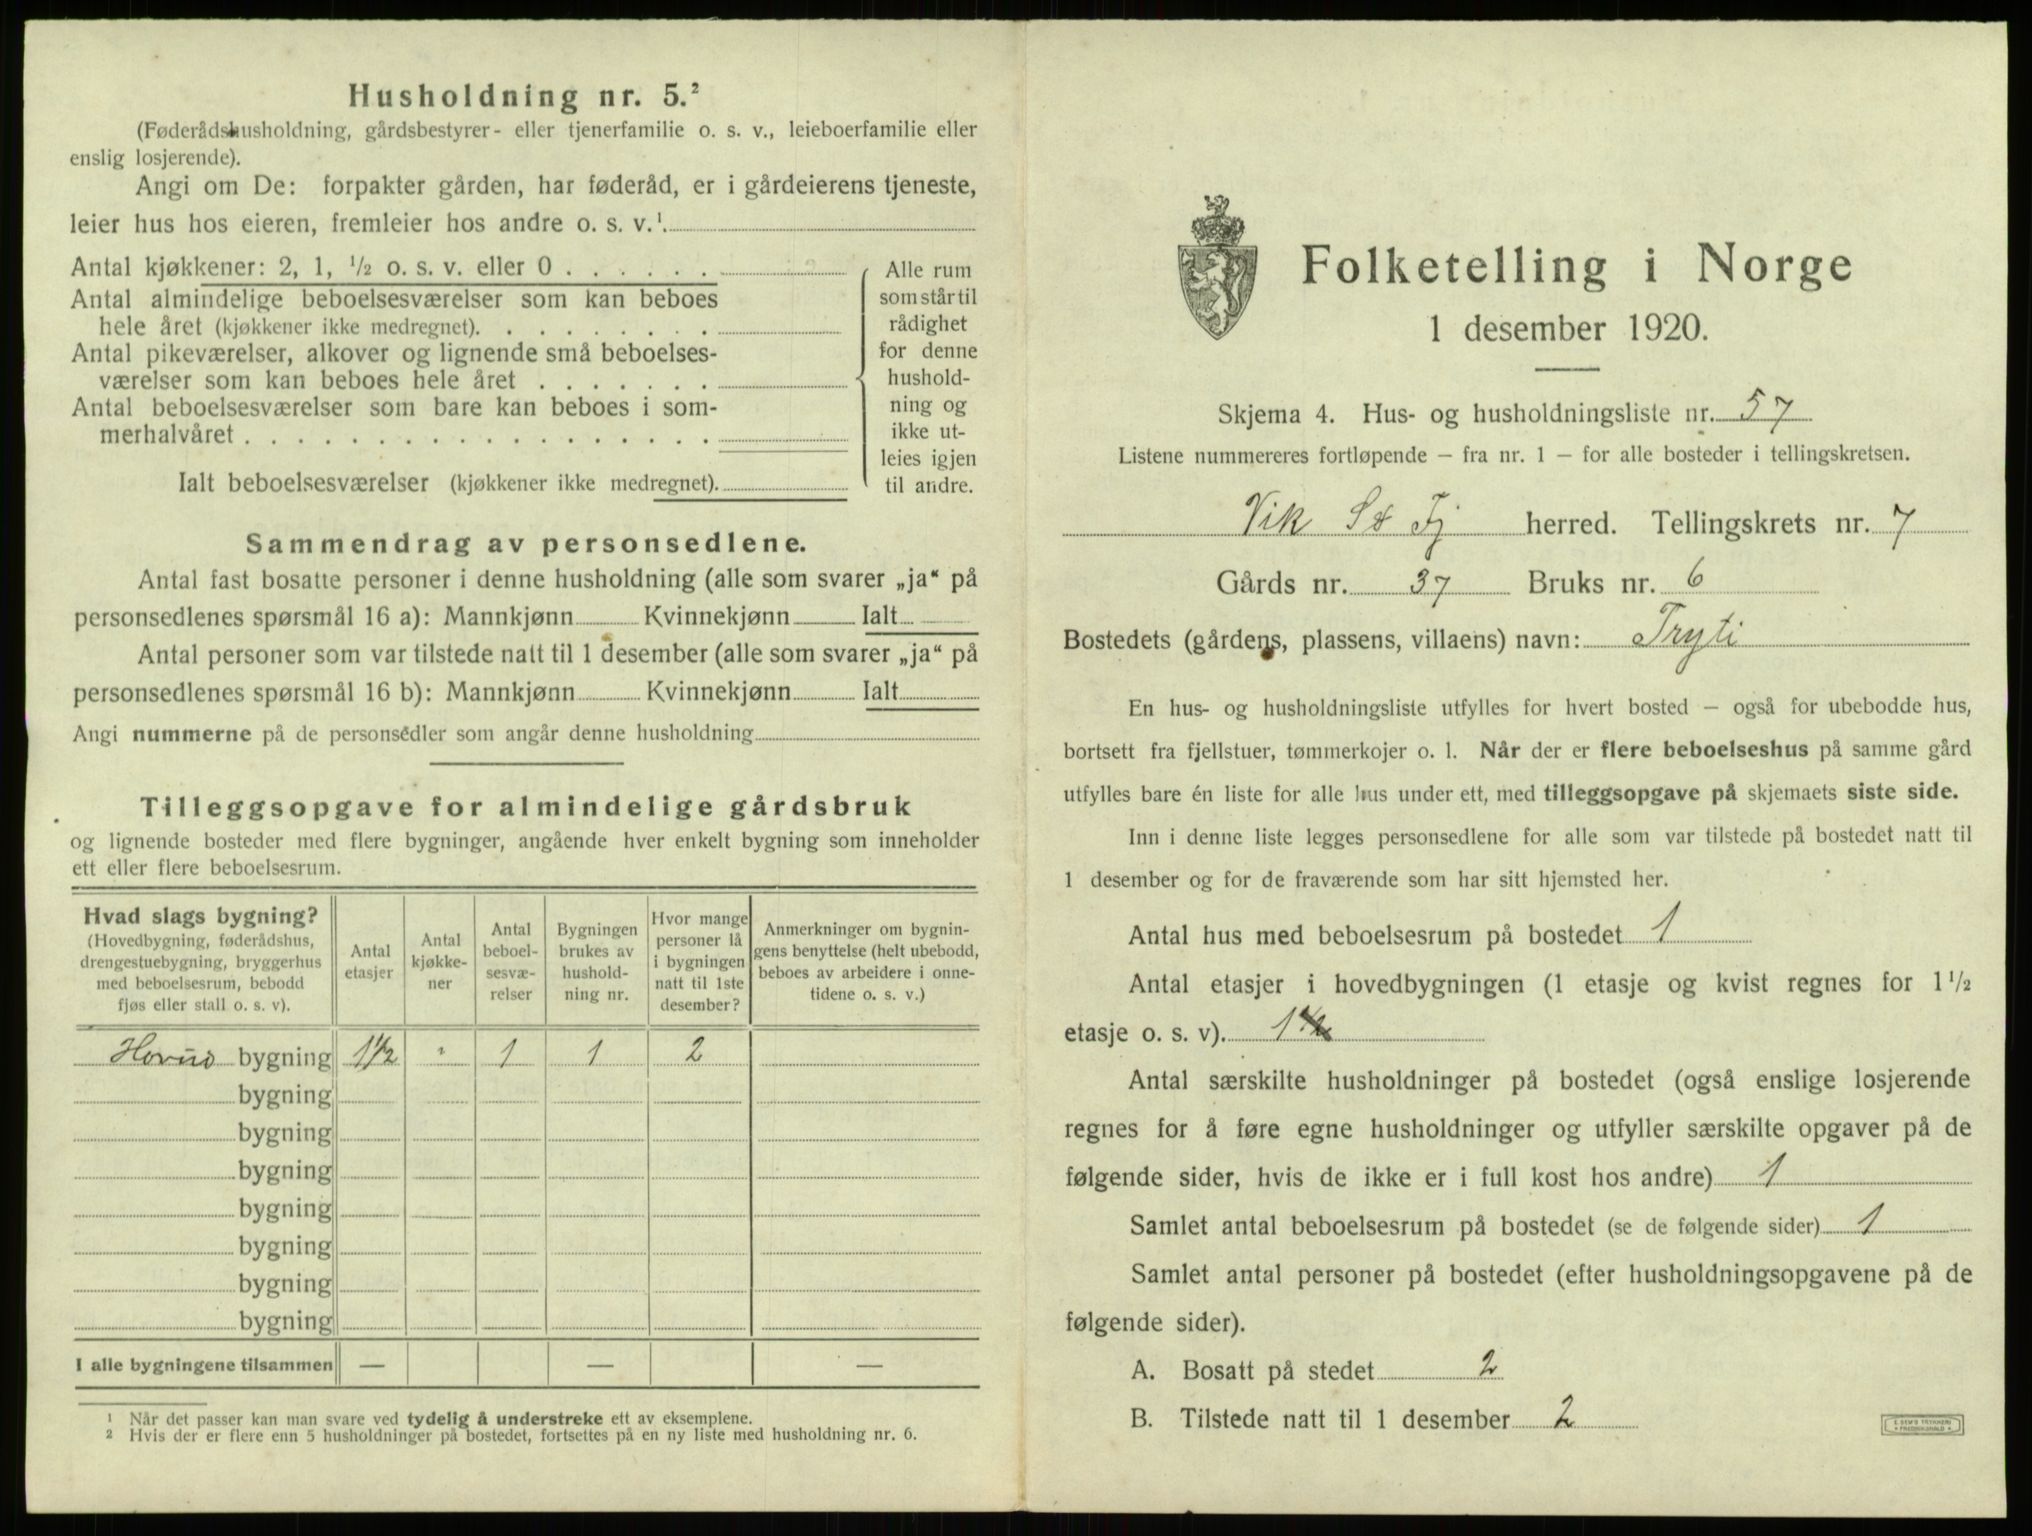 Husholdning nr. 5.²
(Føderådshusholdning, gårdsbestyrer- eller tjenerfamilie o. s. v., leieboerfamilie eller
enslig losjerende).
Angi om De: forpakter gården, har føderåd, er i gårdeierens tjeneste,
leier hus hos eieren, fremleier hos andre o. s. v.¹.
Antal kjøkkener: 2, 1, ½ o. s. v. eller 0 . . . . . .
Antal almindelige beboelsesværelser som kan beboes
hele året (kjøkkener ikke medregnet). . . . . . . . .
Antal pikeværelser, alkover og lignende små beboelses-
værelser som kan beboes hele året . . . . . . .
Antal beboelsesværelser som bare kan beboes i som-
merhalvåret . . . . . . . . . . . . . . . . . .
Ialt beboelsesværelser (kjøkkener ikke medregnet).
Alle rum
som står til
rådighet
for denne
hushold-
ning og
ikke ut-
leies igjen
til andre.
Sammendrag av personsedlene.
Antal fast bosatte personer i denne husholdning (alle som svarer „ja“ på
personsedlenes spørsmål 16 a): Mannkjønn Kvinnekjønn Ialt
Antal personer som var tilstede natt til 1 desember (alle som svarer „ja“ på
personsedlenes spørsmål 16 b): Mannkjønn Kvinnekjønn Ialt
Angi nummerne på de personsedler som angår denne husholdning
Tilleggsopgave for almindelige gårdsbruk
og lignende bosteder med flere bygninger, angående hver enkelt bygning som inneholder
ett eller flere beboelsesrum.
Hvad slags bygning?
(Hovedbygning, føderådshus,
drengestuebygning, bryggerhus
med beboelsesrum, bebodd
fjøs eller stall o. s. v).
Antal
etasjer
Antal
kjøkke-
ner
Antal
beboel-
sesvæ-
relser
Bygningen
brukes av
hushold-
ning nr.
Hvor mange
personer lå
i bygningen
natt til 1ste
desember?
Anmerkninger om bygnin-
gens benyttelse (helt ubebodd,
beboes av arbeidere i onne-
tidene o. s. v.)
bygning 1½ " 1 1 2
bygning
bygning
bygning
bygning
bygning
bygning
bygning
I alle bygningene tilsammen — — —
¹ Når det passer kan man svare ved tydelig å understreke ett av eksemplene.
² Hvis der er flere enn 5 husholdninger på bostedet, fortsettes på en ny liste med husholdning nr. 6.
Folketelling i Norge
1 desember 1920.
Skjema 4. Hus- og husholdningsliste nr. 57
Listene nummereres fortløpende – fra nr. 1 – for alle bosteder i tellingskretsen.
Vik S & Fj herred. Tellingskrets nr. 7
Gårds nr. 37 Bruks nr. 6
Bostedets (gårdens, plassens, villaens) navn: Tryti
En hus- og husholdningsliste utfylles for hvert bosted – også for ubebodde hus,
bortsett fra fjellstuer, tømmerkojer o. l. Når der er flere beboelseshus på samme gård
utfylles bare én liste for alle hus under ett, med tilleggsopgave på skjemaets siste side.
Inn i denne liste legges personsedlene for alle som var tilstede på bostedet natt til
1 desember og for de fraværende som har sitt hjemsted her.
Antal hus med beboelsesrum på bostedet 1
Antal etasjer i hovedbygningen (1 etasje og kvist regnes for 1½
etasje o. s. v). 1½
Antal særskilte husholdninger på bostedet (også enslige losjerende
regnes for å føre egne husholdninger og utfyller særskilte opgaver på de
følgende sider, hvis de ikke er i full kost hos andre) 1
Samlet antal beboelsesrum på bostedet (se de følgende sider) 1
Samlet antal personer på bostedet (efter husholdningsopgavene på de
følgende sider).
A. Bosatt på stedet 2
B. Tilstede natt til 1 desember 2